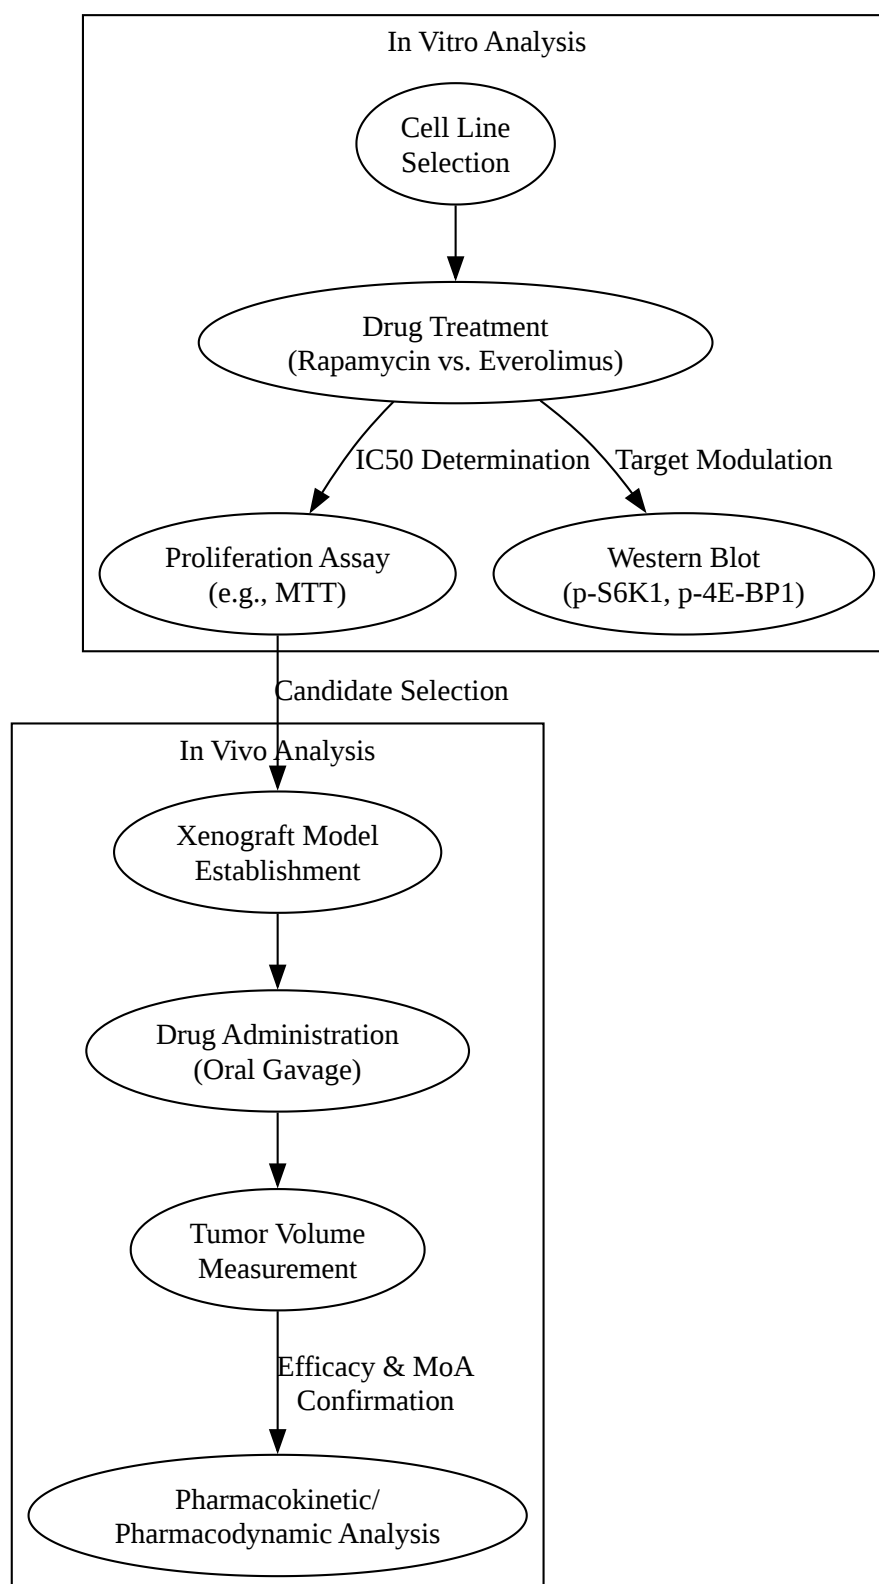 In Vitro Analysis
Cell Line
Selection
Drug Treatment
(Rapamycin vs. Everolimus)
IC50 Determination
Target Modulation
Proliferation Assay
(e.g., MTT)
Western Blot
(p-S6K1, p-4E-BP1)
Candidate Selection
In Vivo Analysis
Xenograft Model
Establishment
Drug Administration
(Oral Gavage)
Tumor Volume
Measurement
Efficacy & MoA
Confirmation
Pharmacokinetic/
Pharmacodynamic Analysis